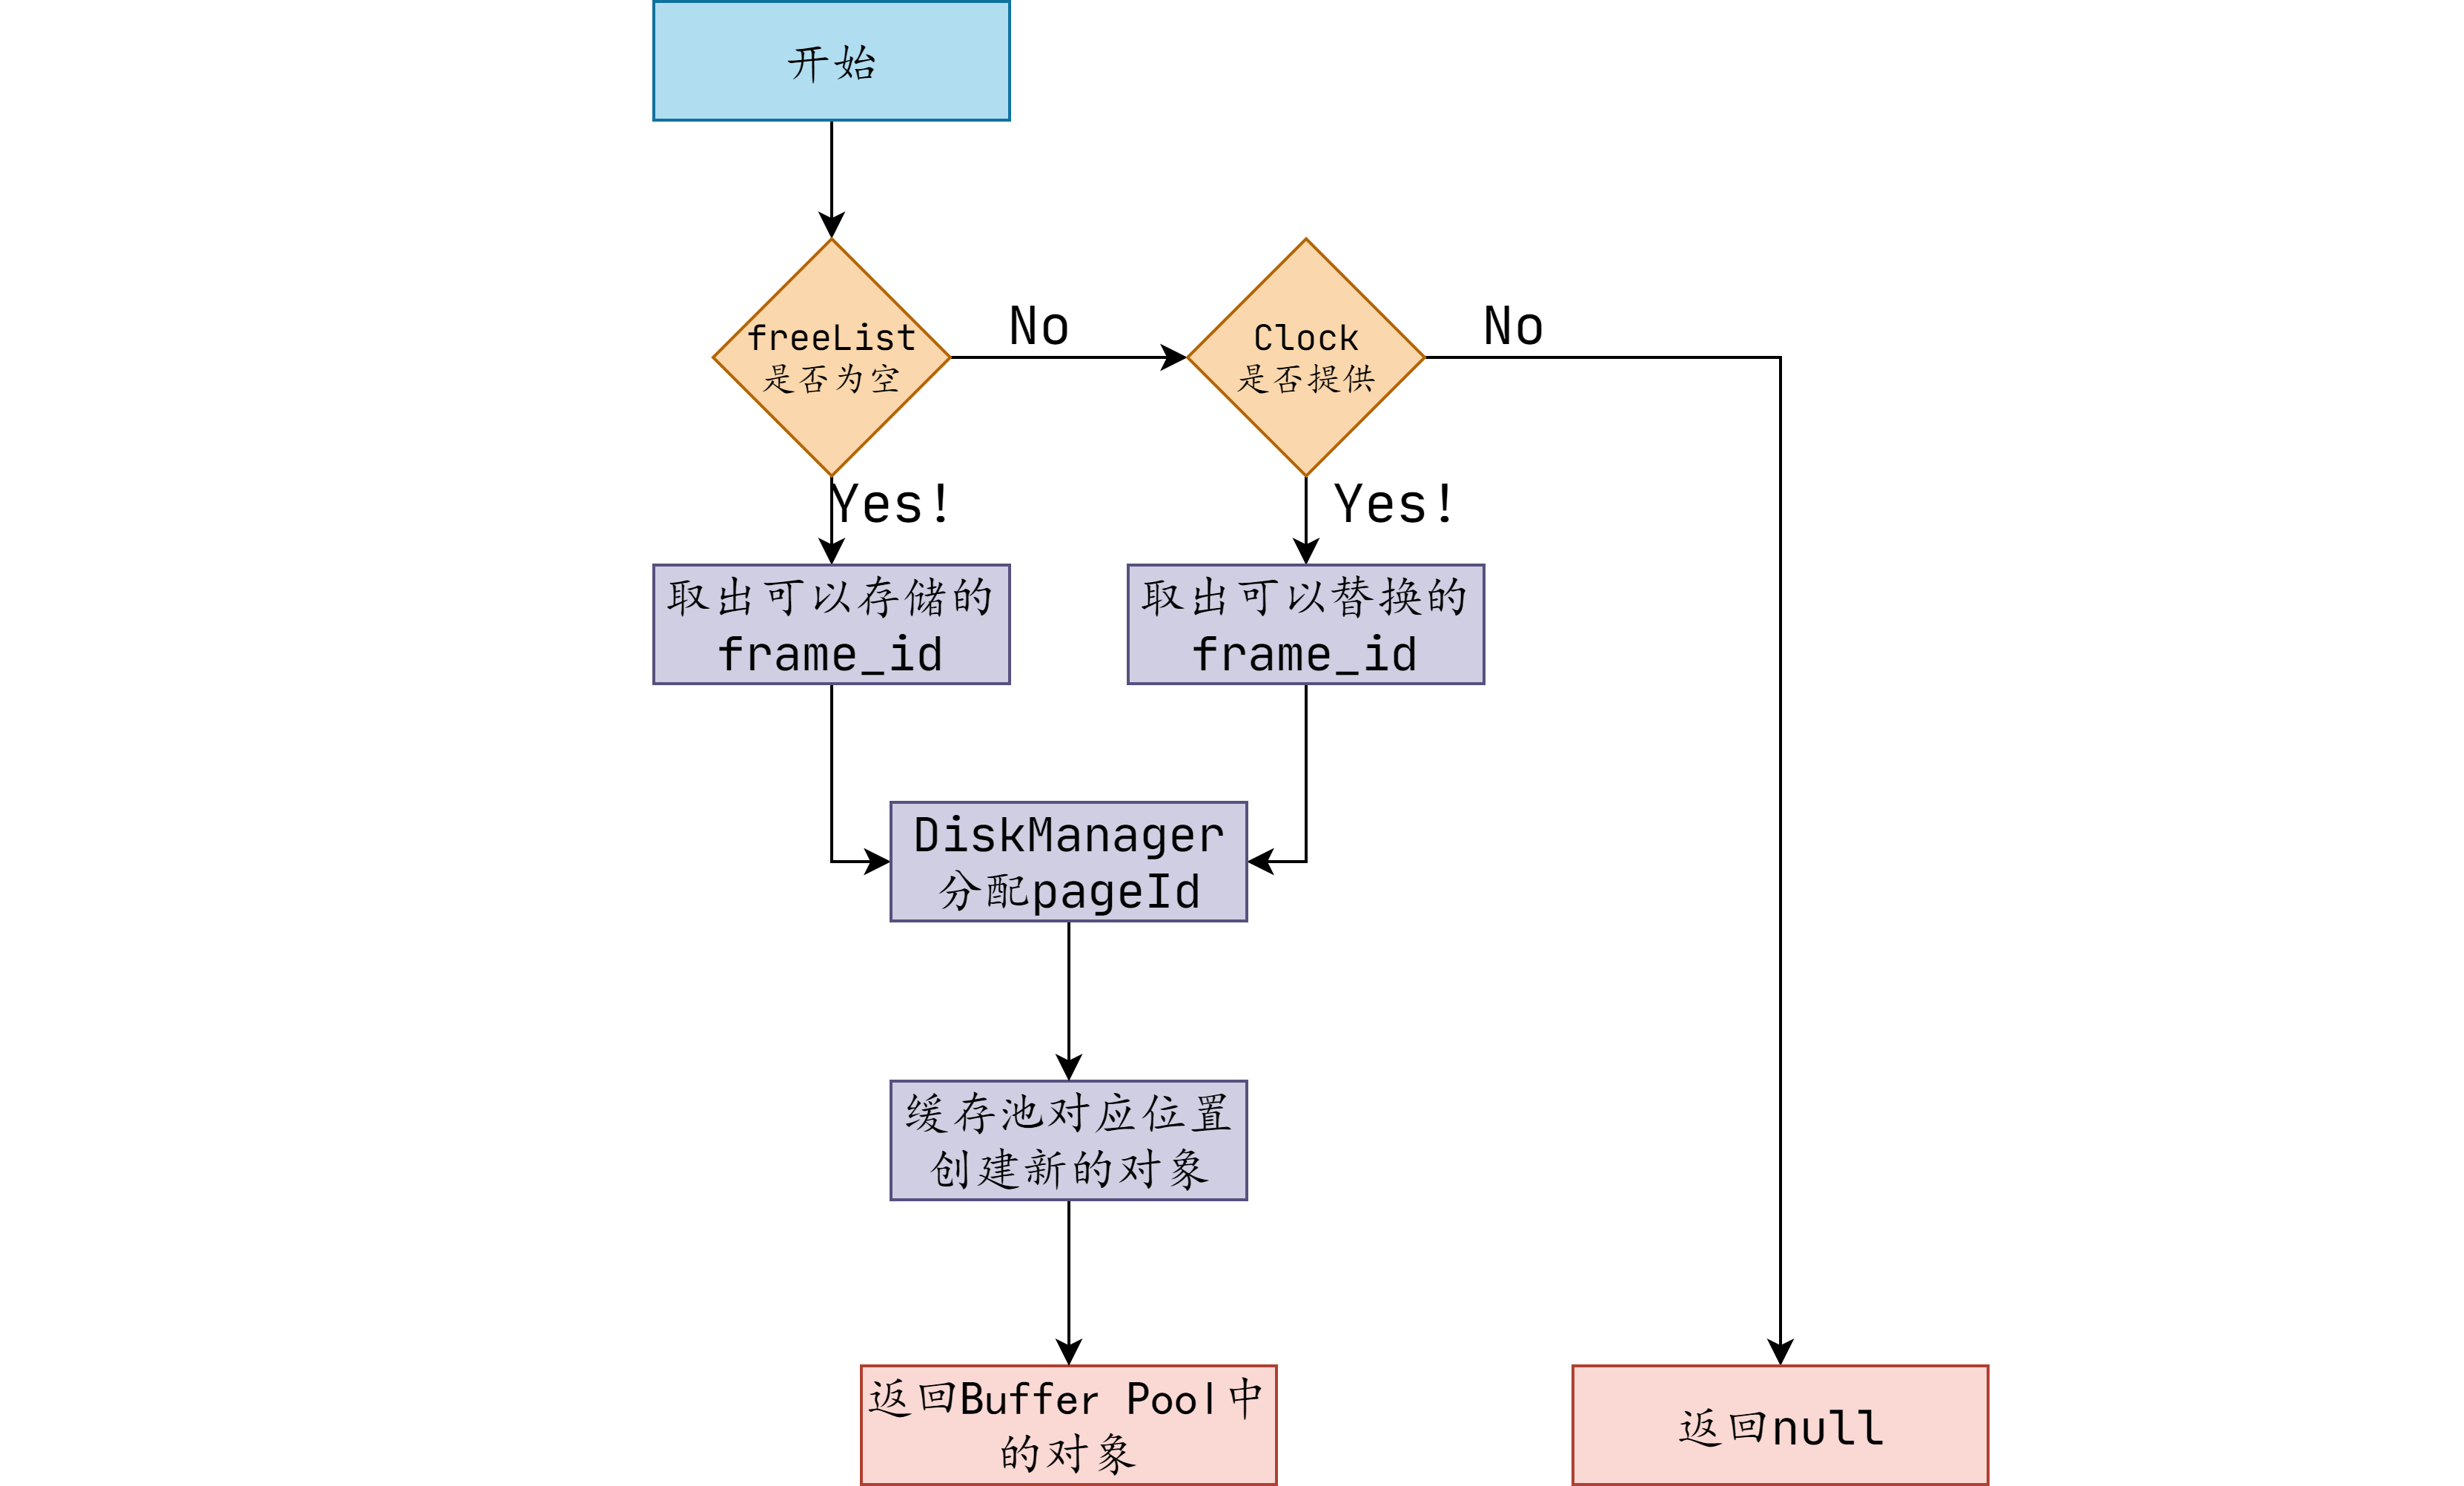 开始
freeList
是否为空
No
Clock
是否提供
No
Yes!
Yes!
取出可以存储的
frame_id
取出可以替换的
frame_id
DiskManager
分配pageId
缓存池对应位置
创建新的对象
返回Buffer Pool中
的对象
返回null